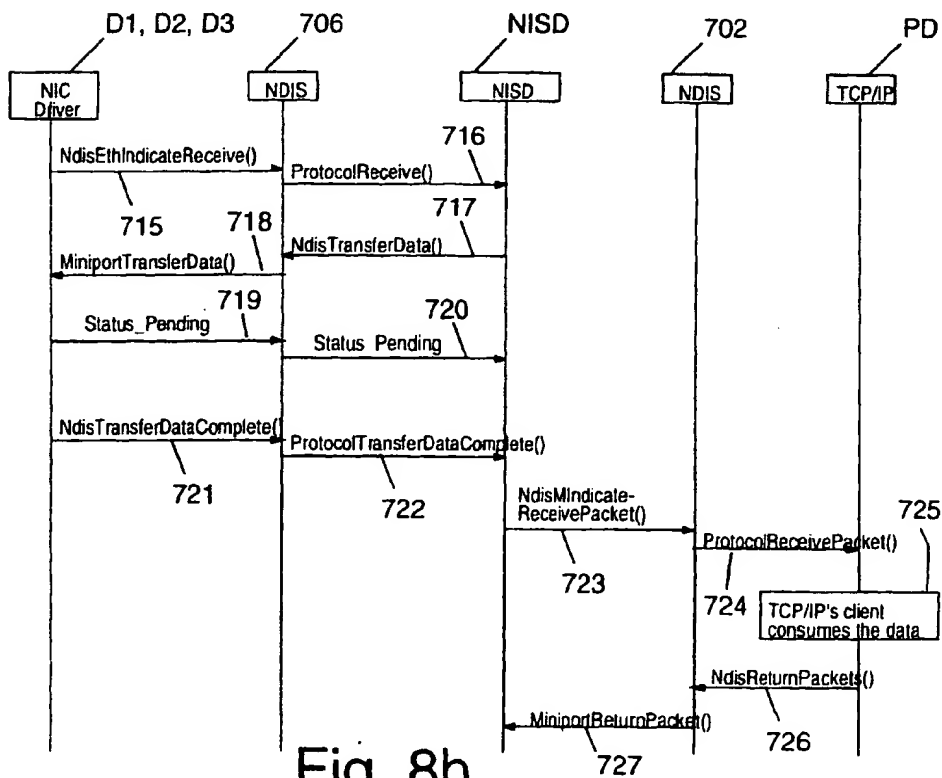 D1, D2, D3
706
NISD
702
PD
NIC
Driver
NDIS
NISD
NDIS
TCP/IP
NdisEthIndicateReceive()
716
ProtocolReceive()
715
718
717
NdisTransferData()
MiniportTransferData()
719
720
Status_Pending
Status_Pending
NdisTransferDataComplete()
ProtocolTransferDataComplete()
721
722
NdisMIndicate-
ReceivePacket()
725
ProtocolReceivePacket()
723
724
TCP/IP's client
consumes the data
NdisReturnPackets()
MiniportReturnPacket()
726
727
Fig. 8b